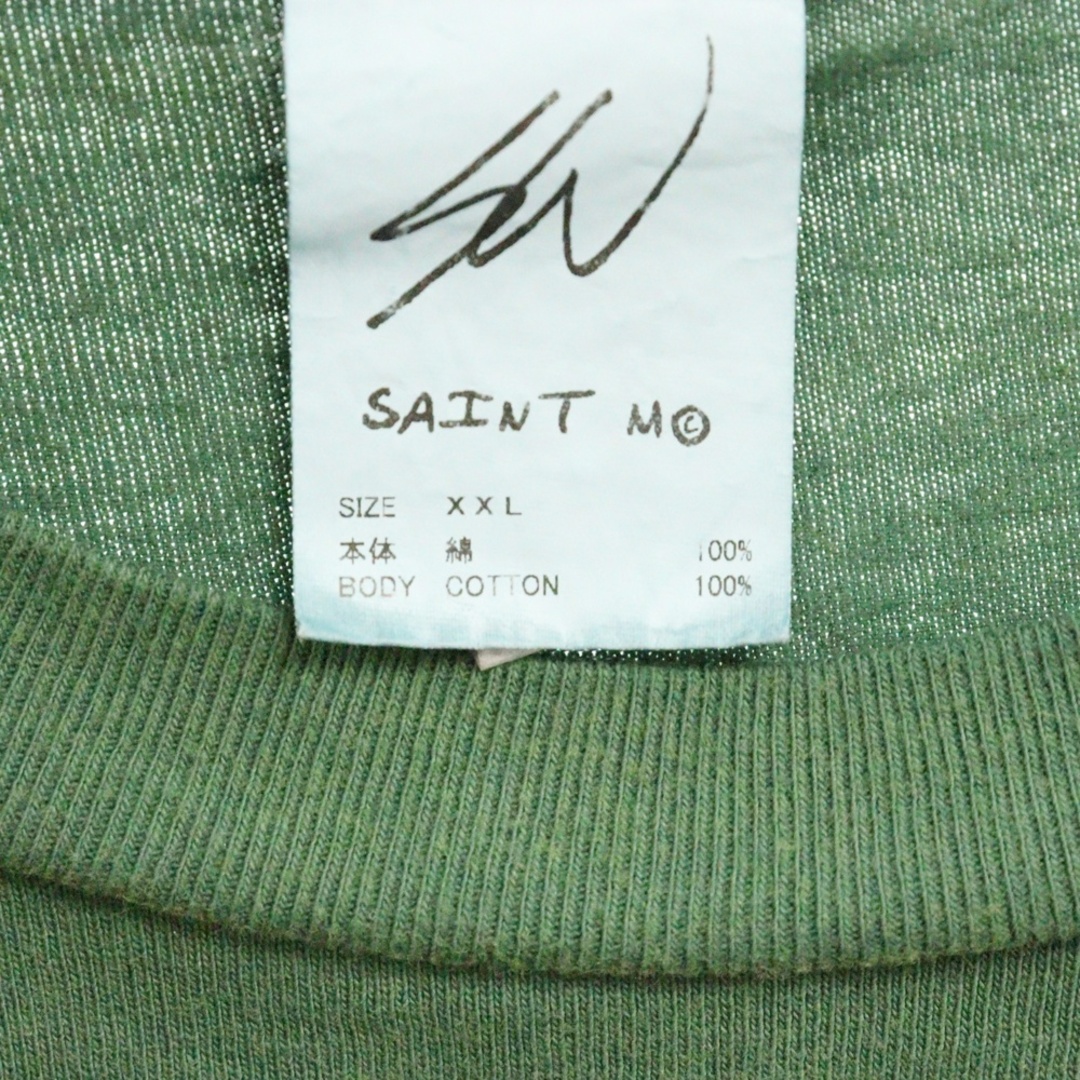 SAINT M©
SIZE XXL
本体 綿 100%
BODY COTTON 100%